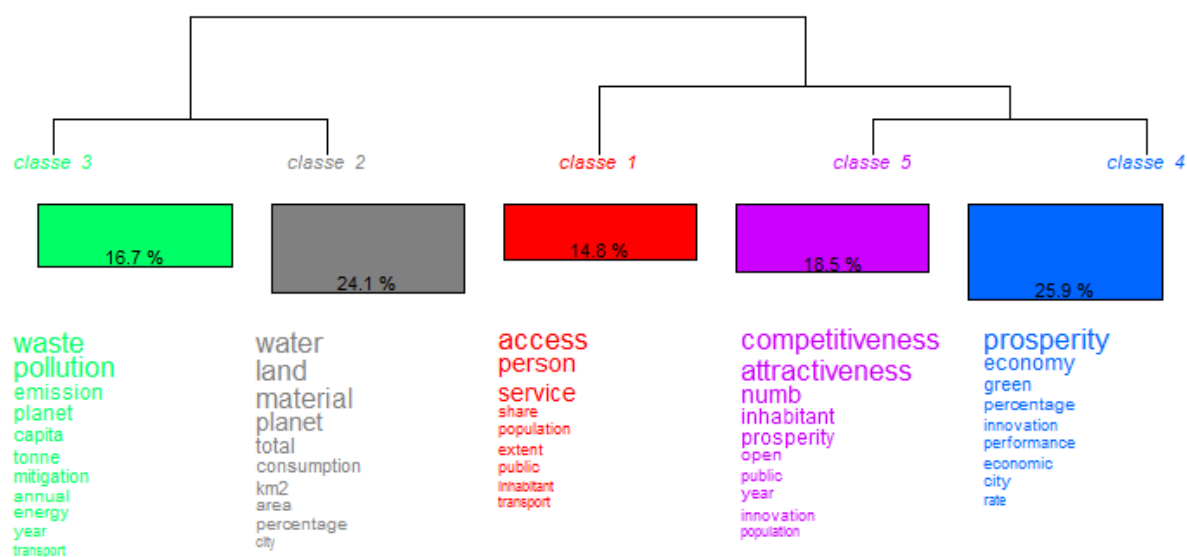 classe 3
classe 2
classe 1
classe 5
classe 4
16.7 %
24.1 %
14.8 %
18.5 %
25.9 %
waste
pollution
emission
planet
capita
tonne
mitigation
annual
energy
year
transport
water
land
material
planet
total
consumption
km2
area
percentage
city
access
person
service
share
population
extent
public
inhabitant
transport
competitiveness
attractiveness
numb
inhabitant
prosperity
open
public
year
innovation
population
prosperity
economy
green
percentage
innovation
performance
economic
city
rate